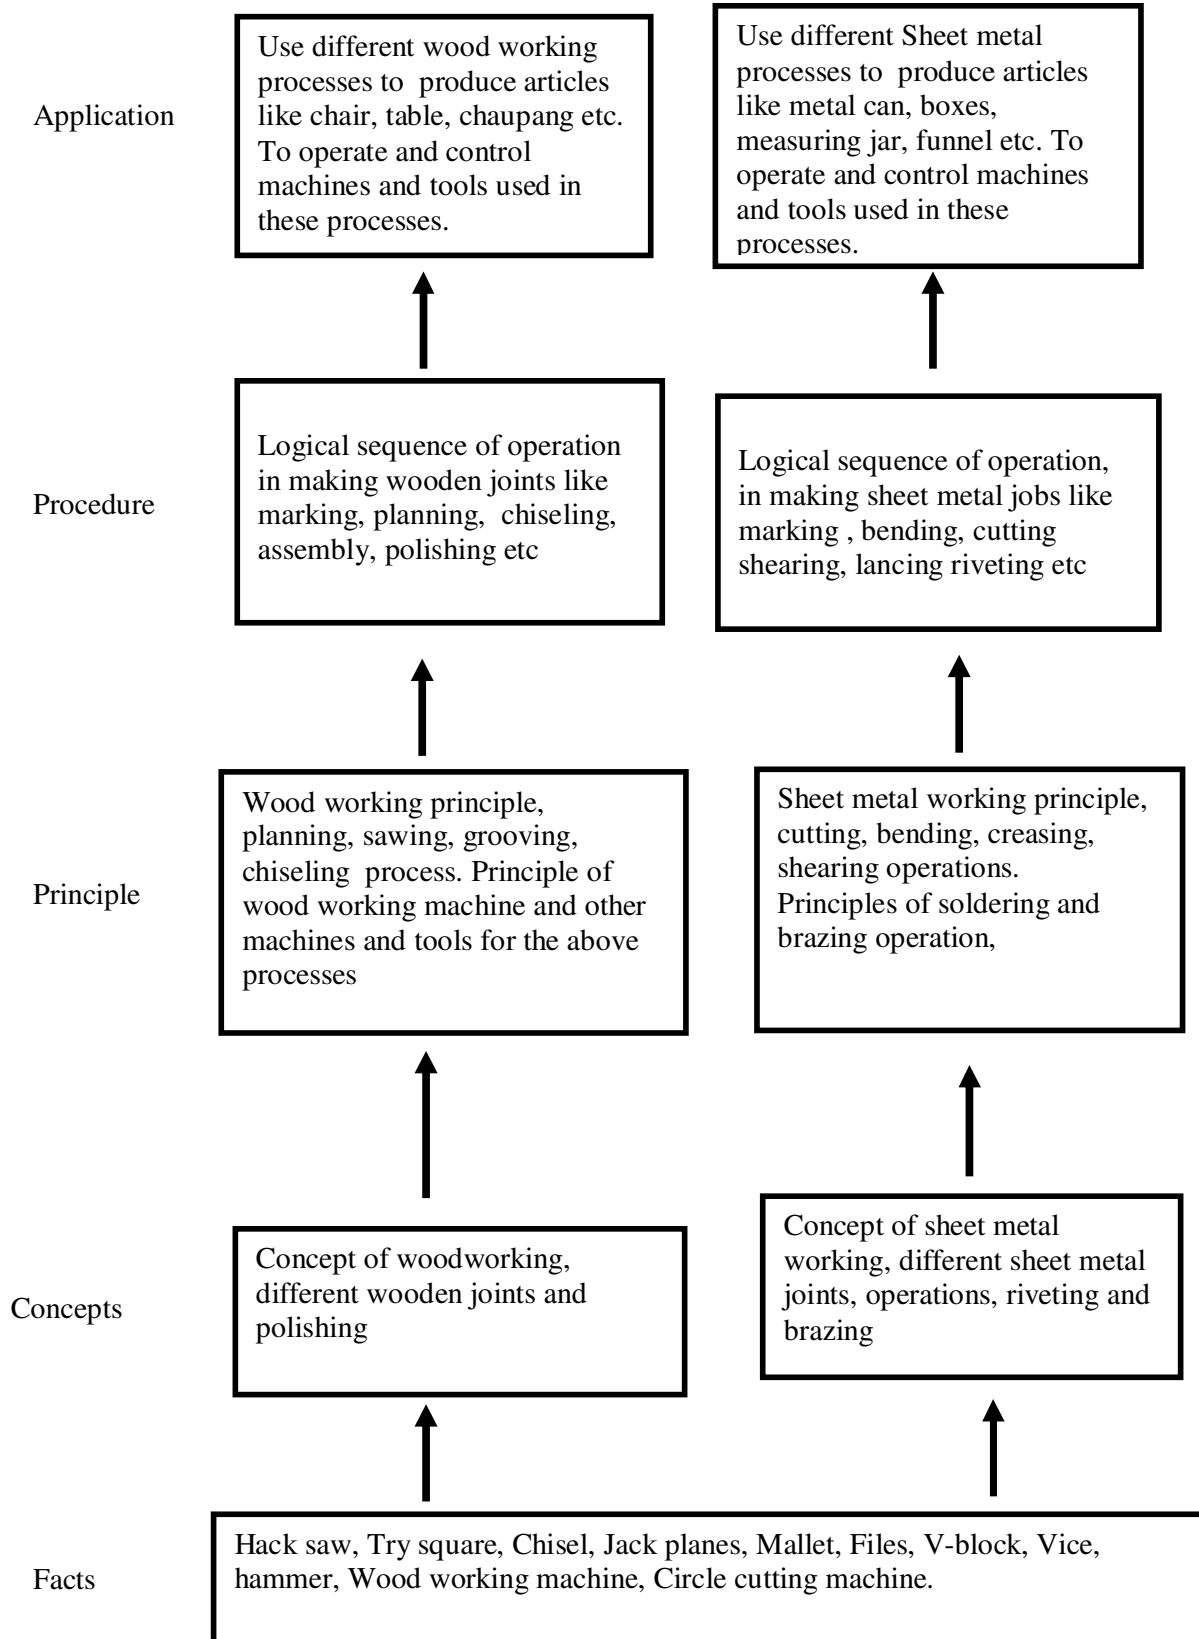 Application
Use different wood working
processes to  produce articles
like chair, table, chaupang etc.
To operate and control
machines and tools used in
these processes.
Use different Sheet metal
processes to  produce articles
like metal can, boxes,
measuring jar, funnel etc. To
operate and control machines
and tools used in these
processes.
Procedure
Logical sequence of operation
in making wooden joints like
marking, planning,  chiseling,
assembly, polishing etc
Logical sequence of operation,
in making sheet metal jobs like
marking , bending, cutting
shearing, lancing riveting etc
Principle
Wood working principle,
planning, sawing, grooving,
chiseling  process. Principle of
wood working machine and other
machines and tools for the above
processes
Sheet metal working principle,
cutting, bending, creasing,
shearing operations.
Principles of soldering and
brazing operation,
Concepts
Concept of woodworking,
different wooden joints and
polishing
Concept of sheet metal
working, different sheet metal
joints, operations, riveting and
brazing
Facts
Hack saw, Try square, Chisel, Jack planes, Mallet, Files, V-block, Vice,
hammer, Wood working machine, Circle cutting machine.